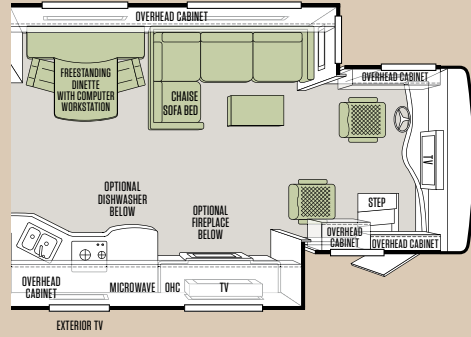 OVERHEAD CABINET
FREESTANDING
DINETTE
WITH COMPUTER
WORKSTATION
CHAISE
SOFA BED
OVERHEAD CABINET
TV
OPTIONAL
DISHWASHER
BELOW
OPTIONAL
FIREPLACE
BELOW
STEP
OVERHEAD
CABINET
OVERHEAD CABINET
OVERHEAD
CABINET
MICROWAVE
OHC
TV
EXTERIOR TV